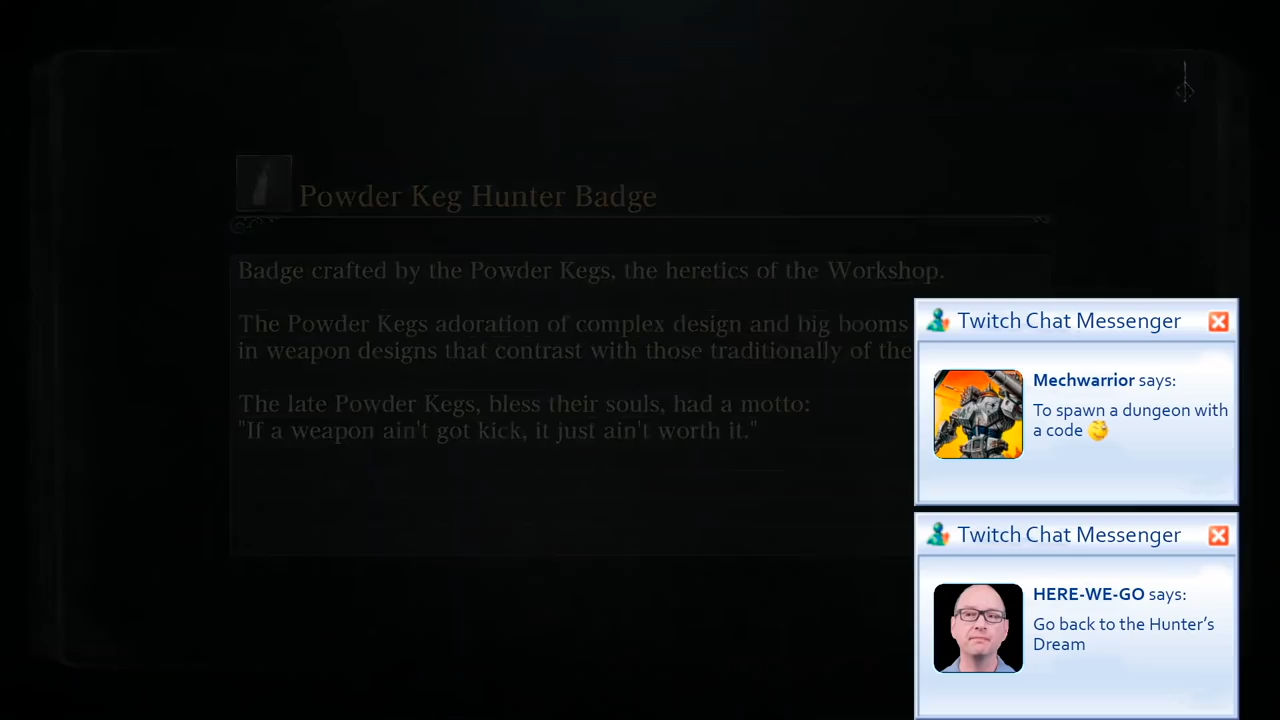 Powder Keg Hunter Badge
Badge crafted by the Powder Kegs, the heretics of the Workshop.
The Powder Kegs adoration of complex design and big booms
in weapon designs that contrast with those traditionally of the
The late Powder Kegs, bless their souls, had a motto:
"If a weapon ain't got kick, it just ain't worth it."
Twitch Chat Messenger
Mechwarrior says:
To spawn a dungeon with
a code
Twitch Chat Messenger
HERE-WE-GO says:
Go back to the Hunter's
Dream